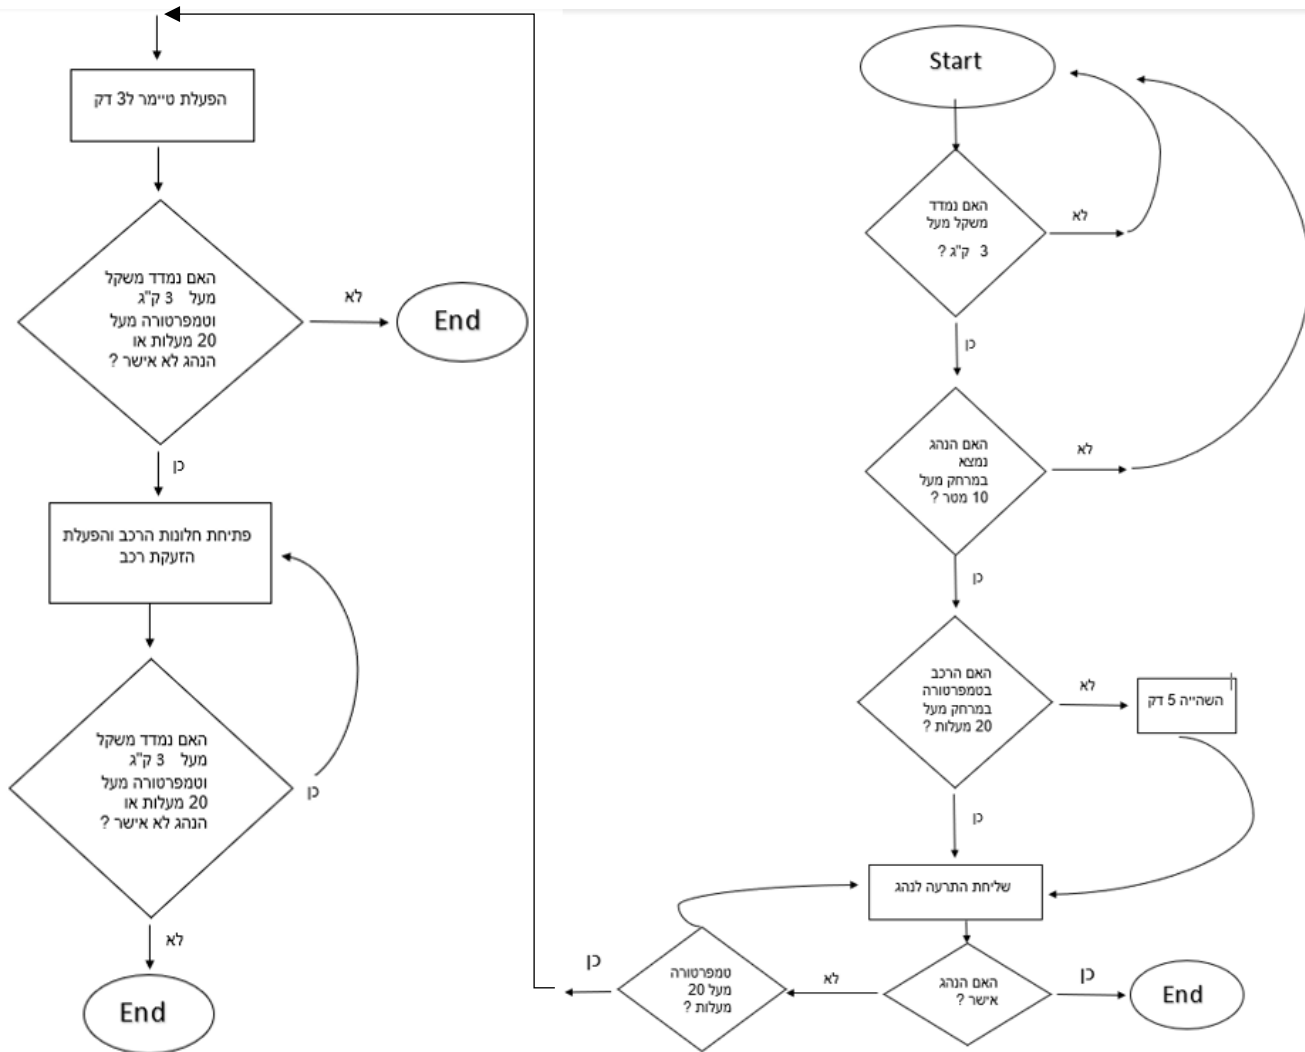 Start
האם נמדד
משקל מעל
3 ק"ג ?
לא
כן
האם הנהג
נמצא
במרחק מעל
10 מטר ?
לא
כן
האם הרכב
בטמפרטורה
במרחק מעל
20 מעלות ?
לא
השהייה 5 דק
כן
שליחת התרעה לנהג
האם הנהג
אישר ?
כן
End
לא
טמפרטורה
מעל 20
מעלות ?
כן
הפעלת טיימר ל3 דק
האם נמדד משקל
מעל 3 ק"ג
וטמפרטורה מעל
20 מעלות או
הנהג לא אישר ?
לא
End
כן
פתיחת חלונות הרכב והפעלת
הזעקת רכב
האם נמדד משקל
מעל 3 ק"ג
וטמפרטורה מעל
20 מעלות או
הנהג לא אישר ?
כן
לא
End